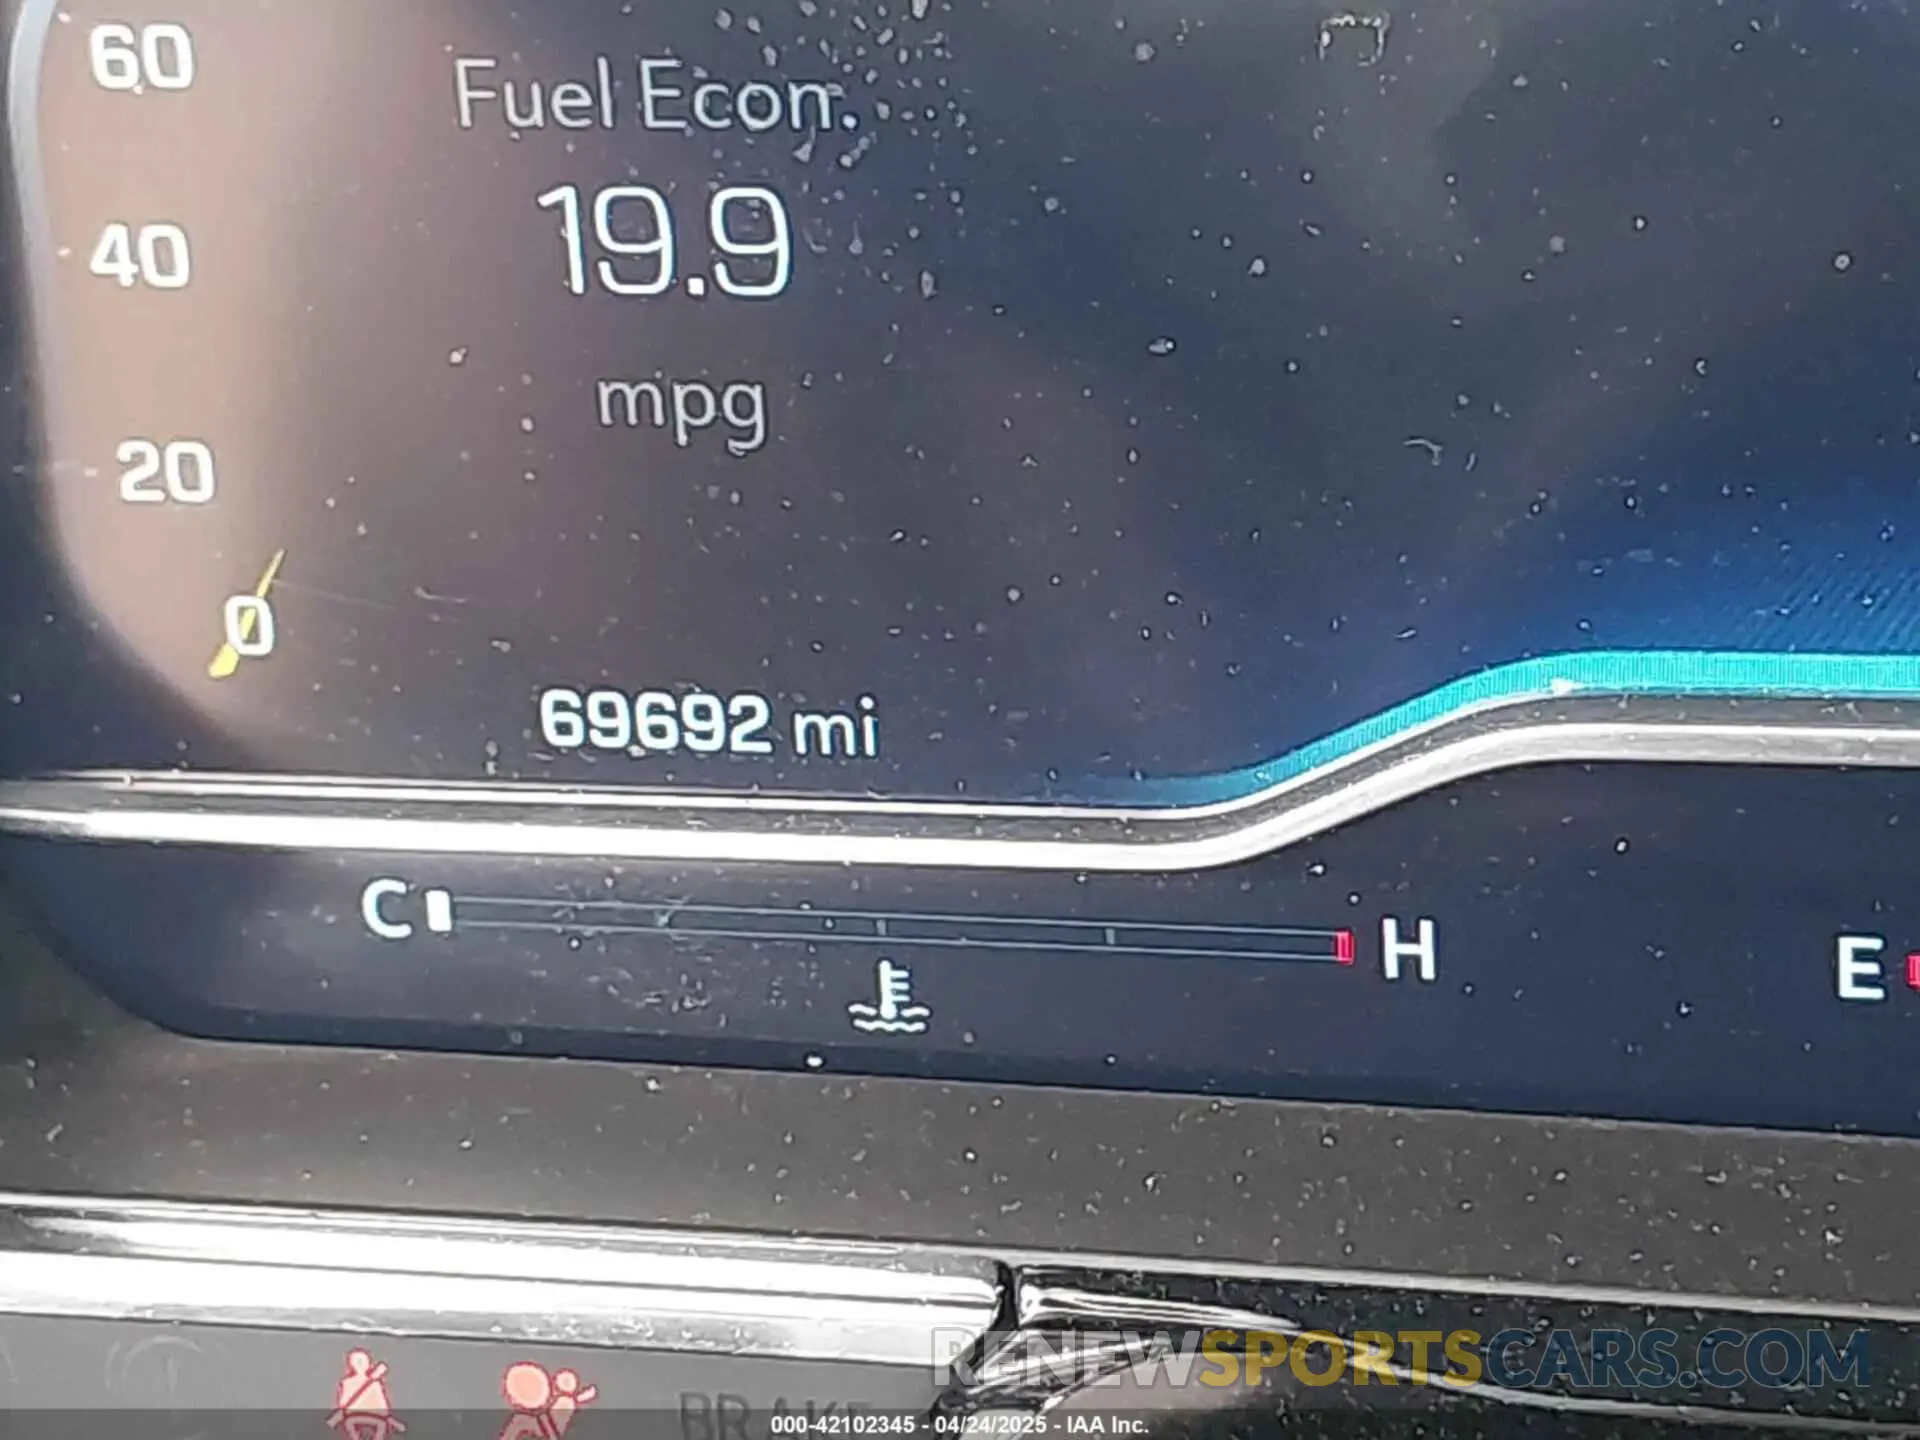 60
Fuel Econ.
40
19.9
mpg
20
0
69692 mi
C
H
E
BRAKE
RENEWSPORTSCARS.COM
000-42102345 - 04/24/2025 - IAA Inc.